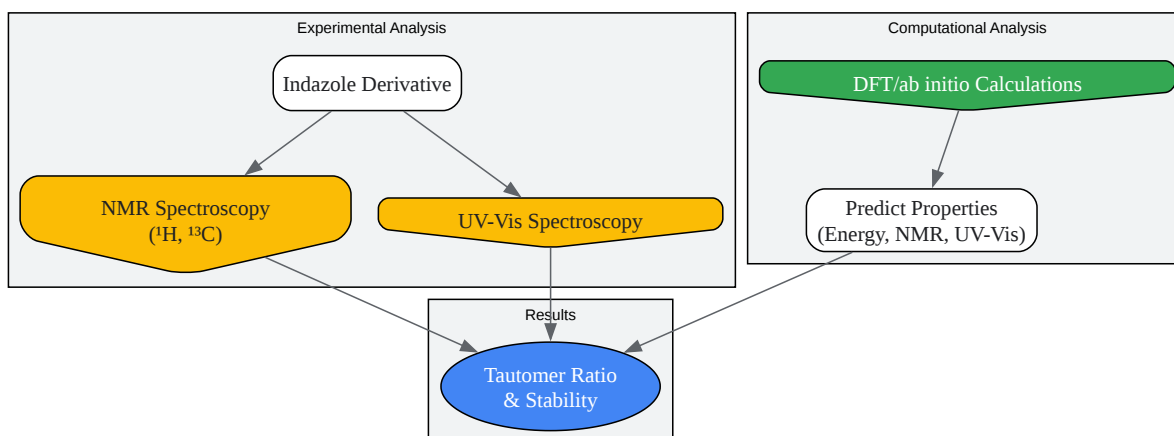 Experimental Analysis
Indazole Derivative
NMR Spectroscopy
(¹H, ¹³C)
UV-Vis Spectroscopy
Computational Analysis
DFT/ab initio Calculations
Predict Properties
(Energy, NMR, UV-Vis)
Results
Tautomer Ratio
& Stability